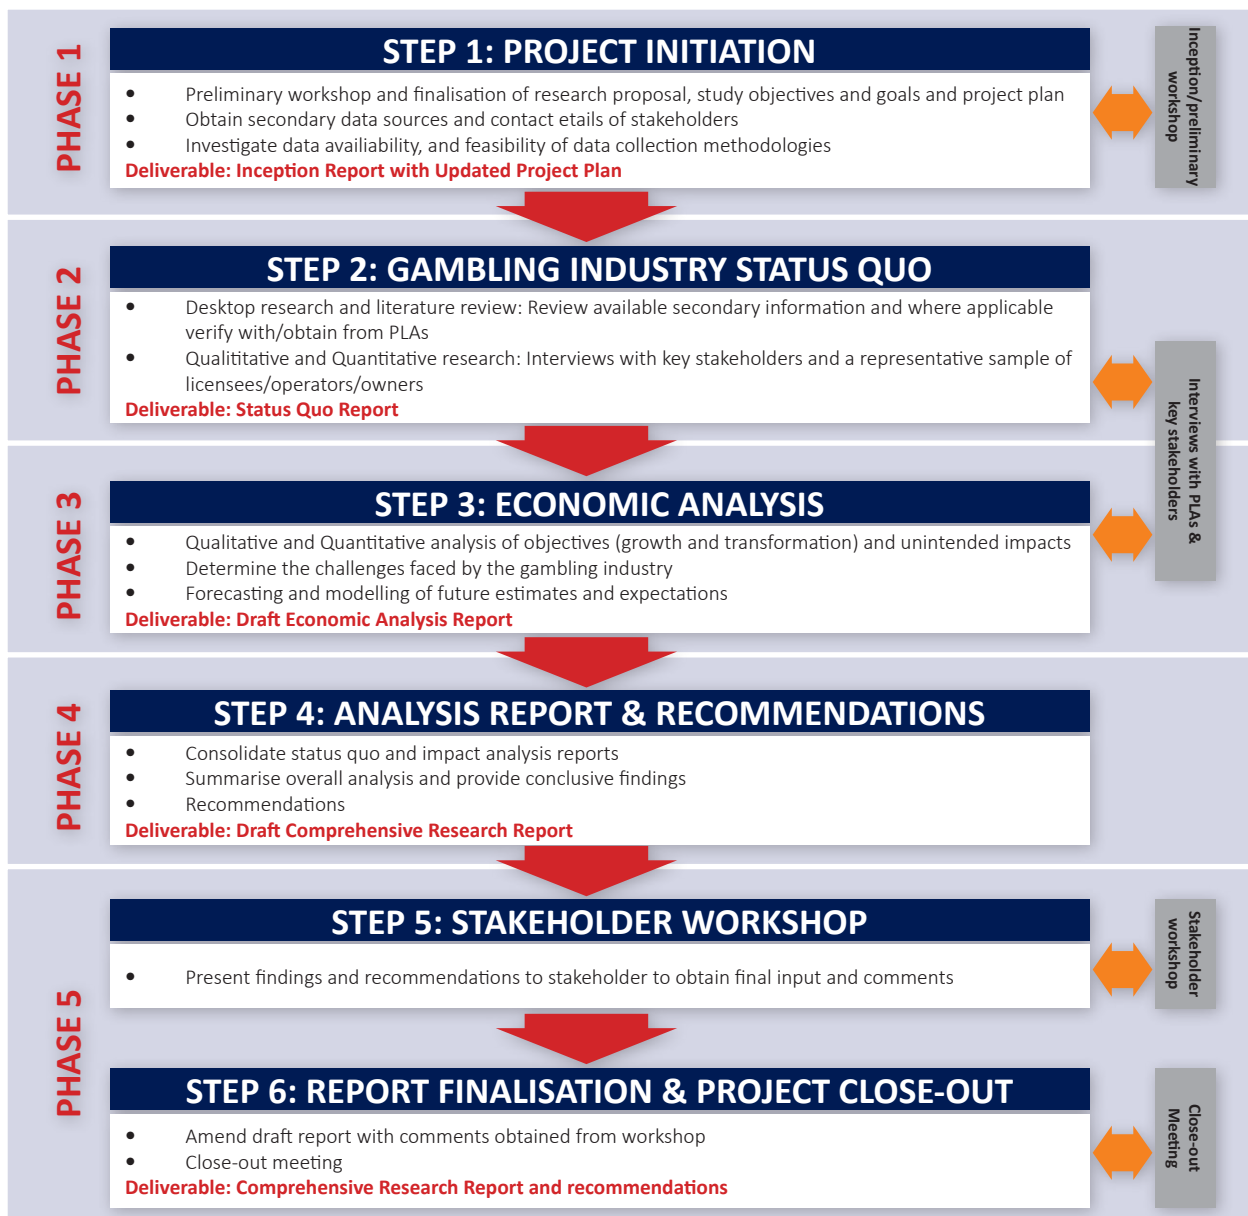 PHASE 1
STEP 1: PROJECT INITIATION
• Preliminary workshop and finalisation of research proposal, study objectives and goals and project plan
• Obtain secondary data sources and contact etails of stakeholders
• Investigate data availiability, and feasibility of data collection methodologies
Deliverable: Inception Report with Updated Project Plan
Inception/preliminary
workshop
PHASE 2
STEP 2: GAMBLING INDUSTRY STATUS QUO
• Desktop research and literature review: Review available secondary information and where applicable
verify with/obtain from PLAs
• Qualititative and Quantitative research: Interviews with key stakeholders and a representative sample of
licensees/operators/owners
Deliverable: Status Quo Report
Interviews with PLAs &
key stakeholders
PHASE 3
STEP 3: ECONOMIC ANALYSIS
• Qualitative and Quantitative analysis of objectives (growth and transformation) and unintended impacts
• Determine the challenges faced by the gambling industry
• Forecasting and modelling of future estimates and expectations
Deliverable: Draft Economic Analysis Report
PHASE 4
STEP 4: ANALYSIS REPORT & RECOMMENDATIONS
• Consolidate status quo and impact analysis reports
• Summarise overall analysis and provide conclusive findings
• Recommendations
Deliverable: Draft Comprehensive Research Report
PHASE 5
STEP 5: STAKEHOLDER WORKSHOP
• Present findings and recommendations to stakeholder to obtain final input and comments
Stakeholder
workshop
STEP 6: REPORT FINALISATION & PROJECT CLOSE-OUT
• Amend draft report with comments obtained from workshop
• Close-out meeting
Deliverable: Comprehensive Research Report and recommendations
Close-out
Meeting